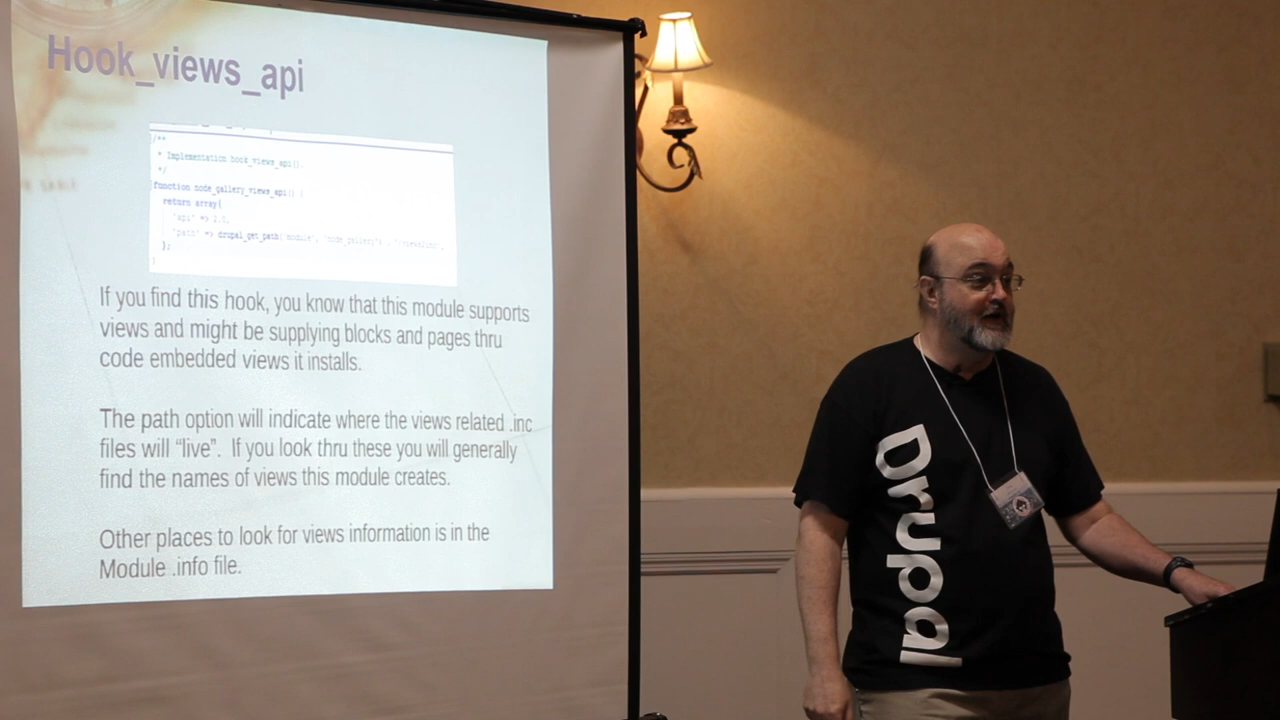 Hook_views_api
/**
* Implementation hook_views_api().
*/
function node_gallery_views_api() {
return array(
"api" => 2.0,
"path" => drupal_get_path('module', 'node_gallery')
);
}
If you find this hook, you know that this module supports
views and might be supplying blocks and pages thru
code embedded views it installs.
The path option will indicate where the views related .inc
files will “live”. If you look thru these you will generally
find the names of views this module creates.
Other places to look for views information is in the
Module .info file.
Drupal